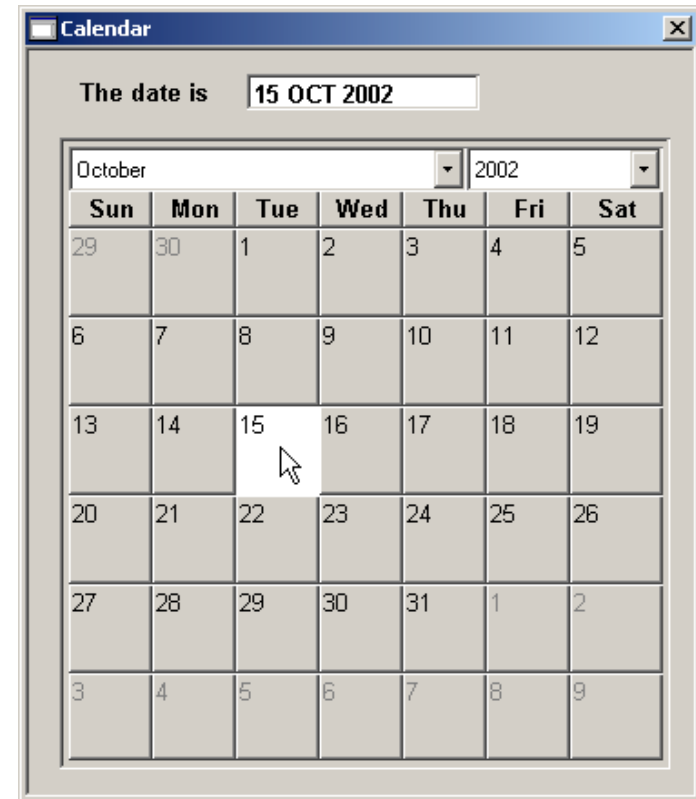 Calendar
The date is 15 OCT 2002
October 2002
Sun Mon Tue Wed Thu Fri Sat
29 30 1 2 3 4 5
6 7 8 9 10 11 12
13 14 15 16 17 18 19
20 21 22 23 24 25 26
27 28 29 30 31 1 2
3 4 5 6 7 8 9